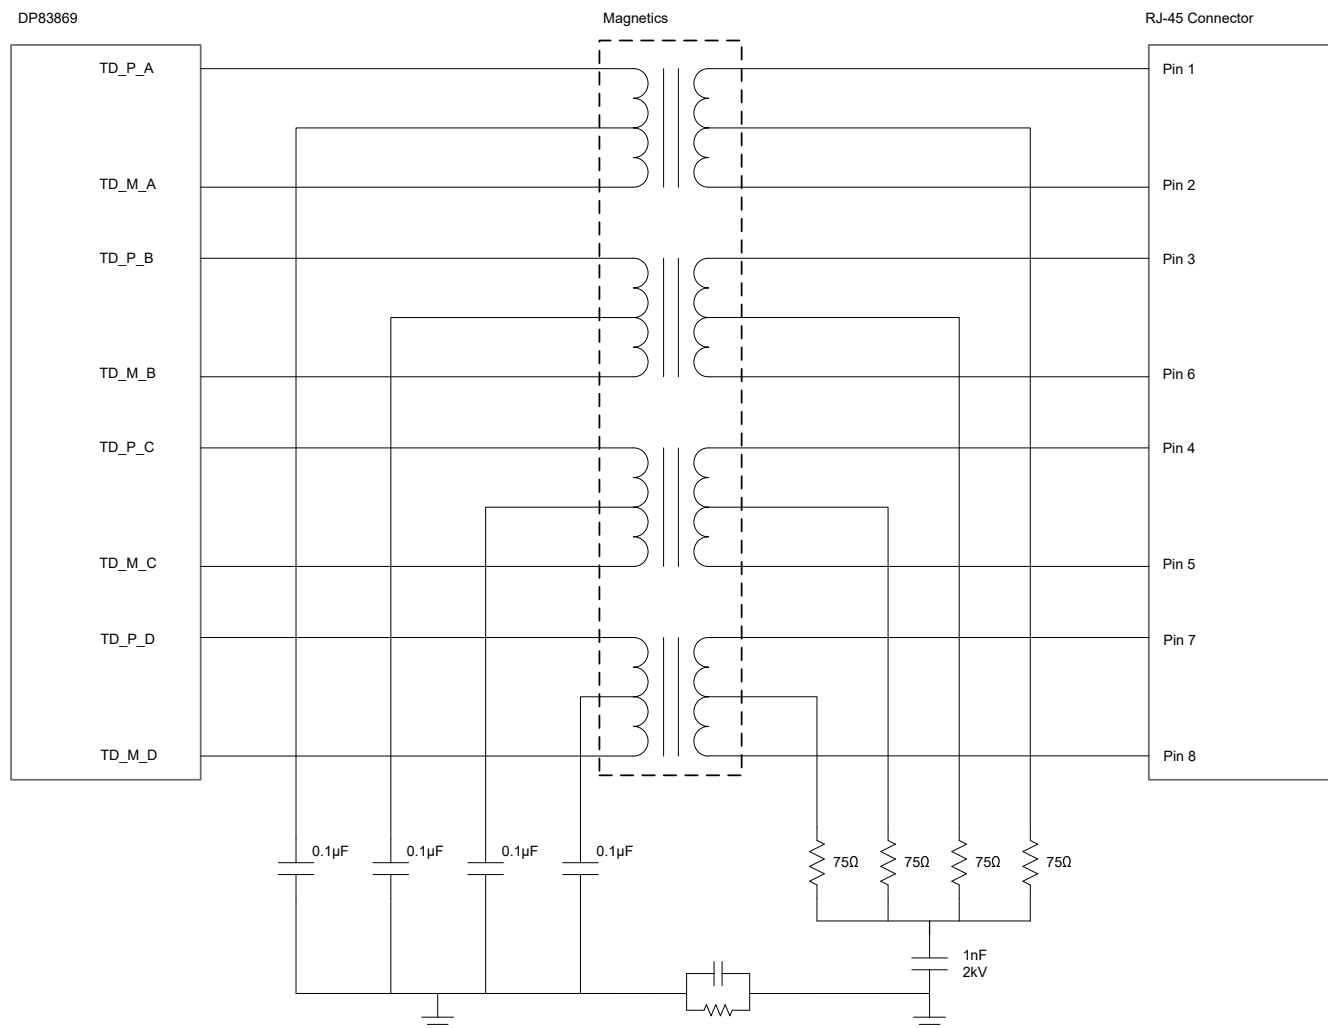 DP83869
Magnetics
RJ-45 Connector
TD_P_A
Pin 1
TD_M_A
Pin 2
TD_P_B
Pin 3
TD_M_B
Pin 6
TD_P_C
Pin 4
TD_M_C
Pin 5
TD_P_D
Pin 7
TD_M_D
Pin 8
0.1µF
0.1µF
0.1µF
0.1µF
75Ω
75Ω
75Ω
75Ω
1nF
2kV